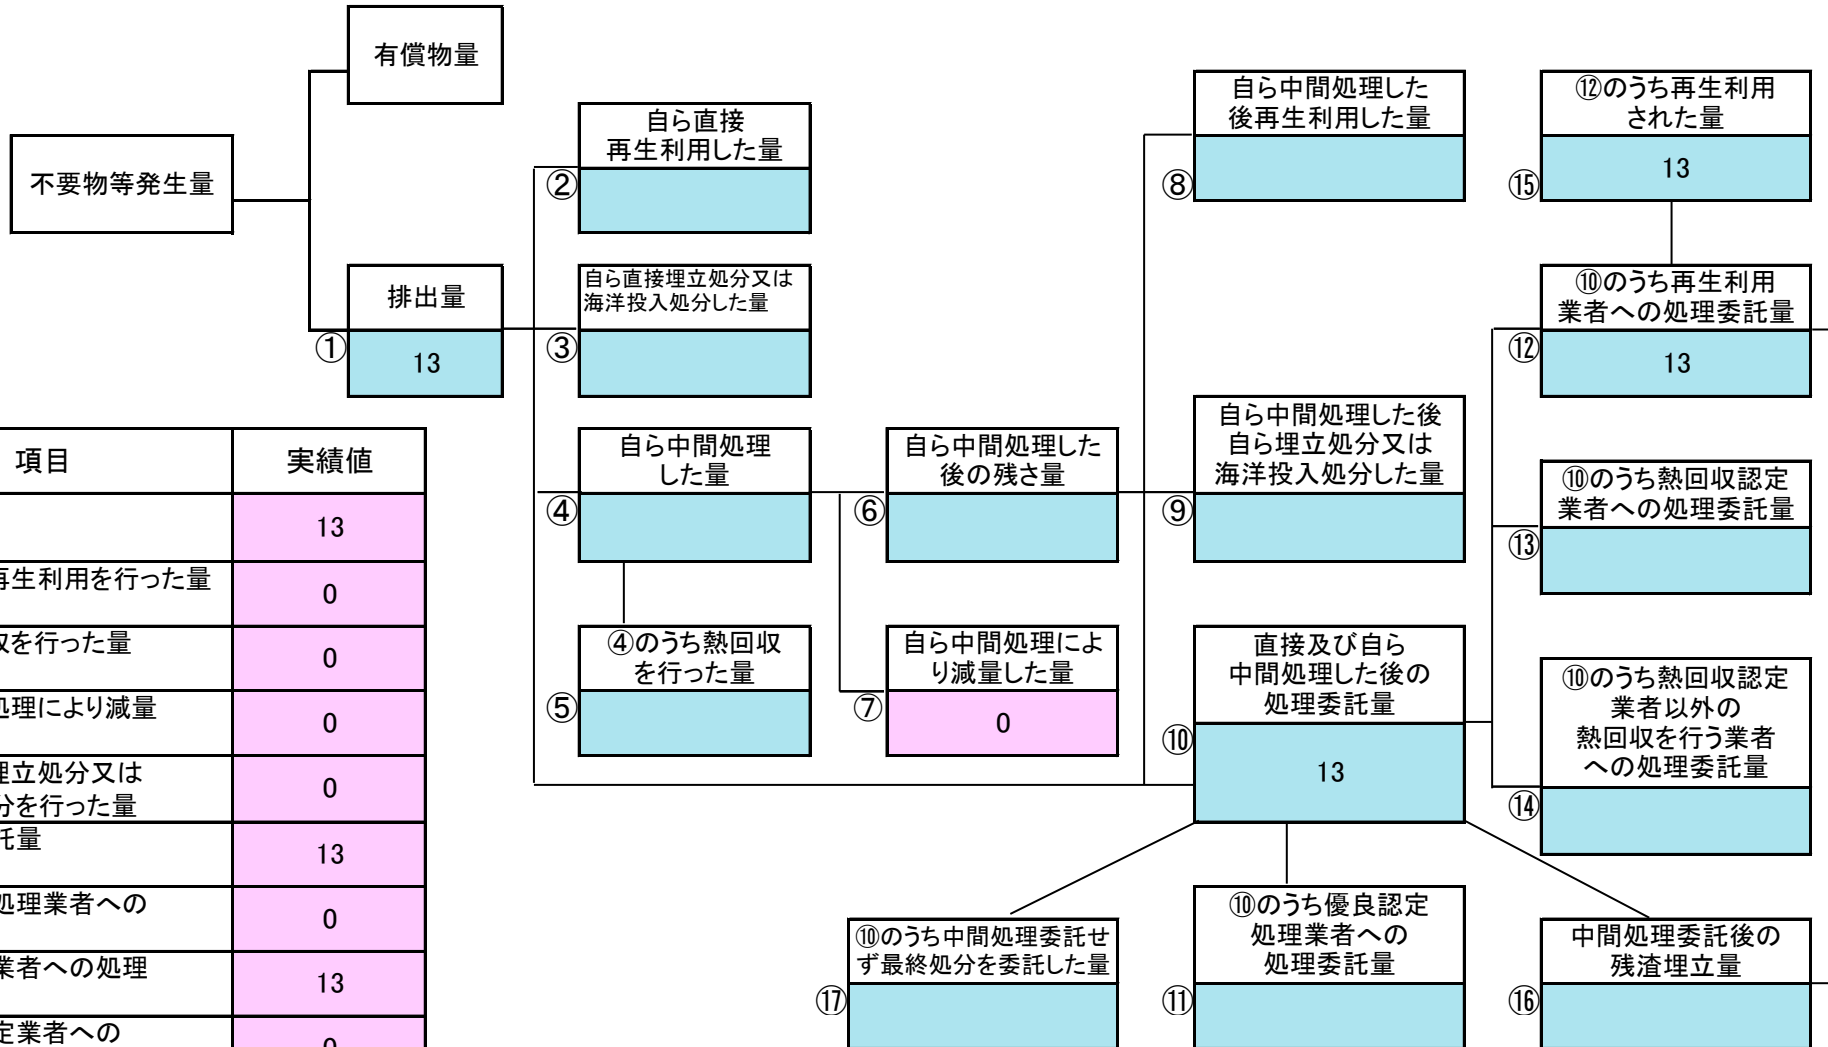 有償物量
不要物等発生量
排出量
①
13
自ら直接
再生利用した量
②
自ら直接埋立処分又は
海洋投入処分した量
③
自ら中間処理
した量
④
④のうち熱回収
を行った量
⑤
自ら中間処理した
後の残さ量
⑥
自ら中間処理によ
り減量した量
⑦
0
自ら中間処理した
後再生利用した量
⑧
自ら中間処理した後
自ら埋立処分又は
海洋投入処分した量
⑨
直接及び自ら
中間処理した後の
処理委託量
⑩
13
⑫のうち再生利用
された量
⑮
13
⑩のうち再生利用
業者への処理委託量
⑫
13
⑩のうち熱回収認定
業者への処理委託量
⑬
⑩のうち熱回収認定
業者以外の
熱回収を行う業者
への処理委託量
⑭
⑩のうち中間処理委託せ
ず最終処分を委託した量
⑰
⑩のうち優良認定
処理業者への
処理委託量
⑪
中間処理委託後の
残渣埋立量
⑯
項目 実績値
13
再生利用を行った量 0
収を行った量 0
処理により減量 0
埋立処分又は
分を行った量 0
託量 13
処理業者への 0
業者への処理 13
定業者への 0